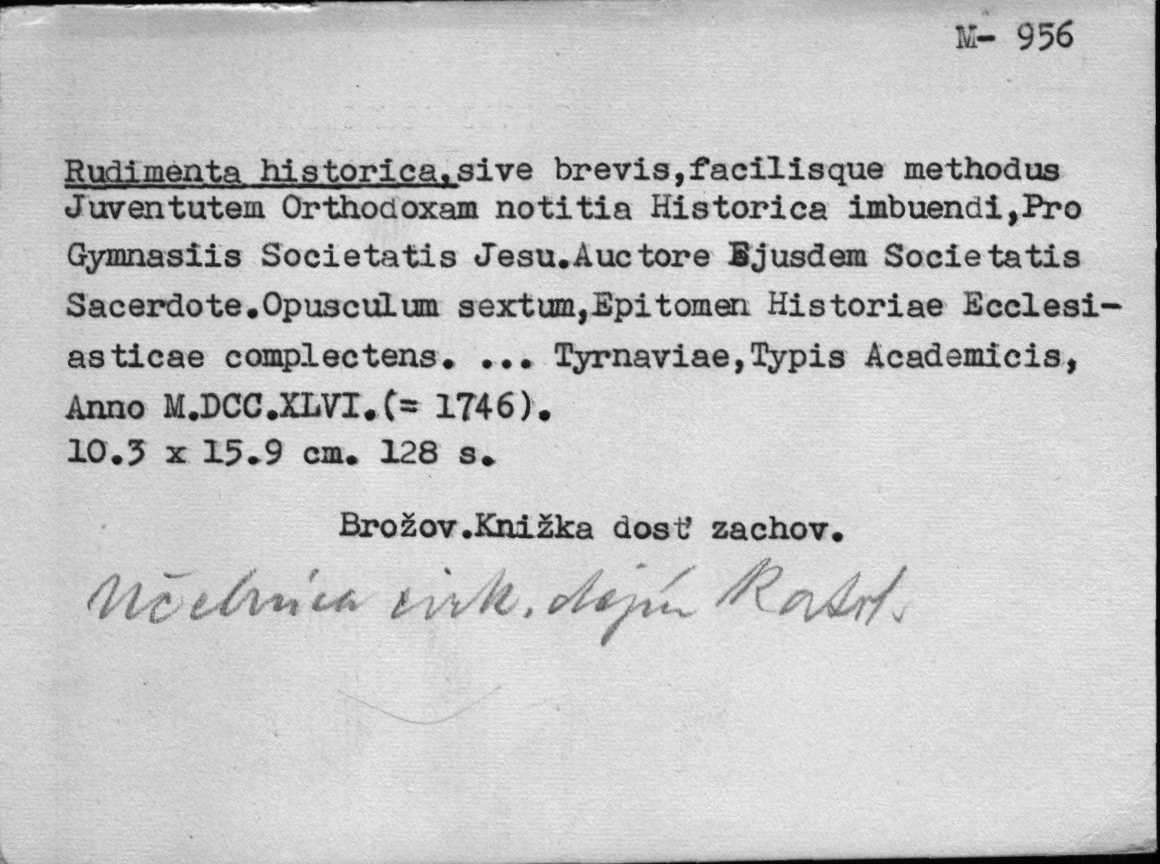 M- 956
Rudimenta historica,sive brevis,facilisque methodus
Juventutem Orthodoxam notitia Historica imbuendi,Pro
Gymnasiis Societatis Jesu.Auctore Ejusdem Societatis
Sacerdote.Opusculum sextum,Epitomen Historiae Ecclesi-
asticae complectens. ... Tyrnaviae,Typis Academicis,
Anno M.DCC.XLVI.(= 1746).
10.3 x 15.9 cm. 128 s.
Brožov.Knižka dosť zachov.
Učebnica cirk. dejín